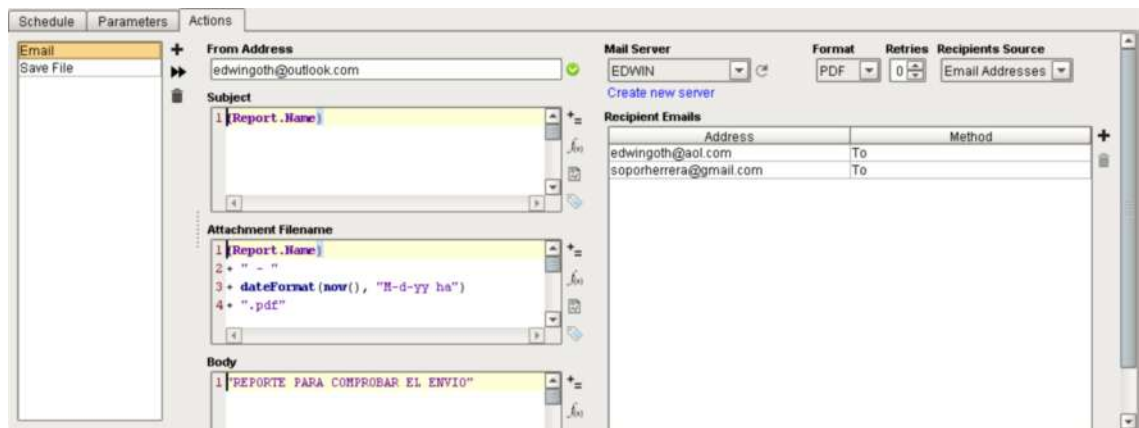 Schedule Parameters Actions
Email
Save File
From Address
edwingoth@outlook.com
Subject
1 {Report.Name}
Attachment Filename
1 {Report.Name}
2 + " - "
3 + dateFormat(now(), "M-d-yy ha")
4 + ".pdf"
Body
1 "REPORTE PARA COMPROBAR EL ENVIO"
Mail Server Format Retries Recipients Source
EDWIN PDF 0 Email Addresses
Create new server
Recipient Emails
Address Method
edwingoth@aol.com To
soporherrera@gmail.com To